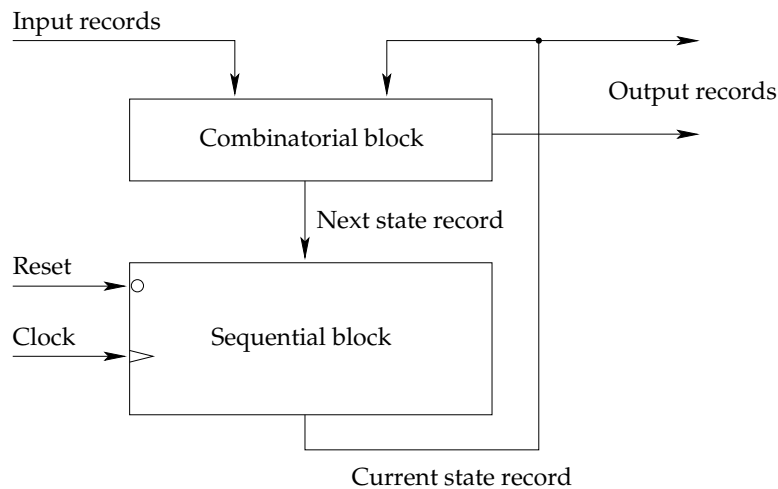 Input records
Output records
Combinatorial block
Next state record
Reset
Clock
Sequential block
Current state record